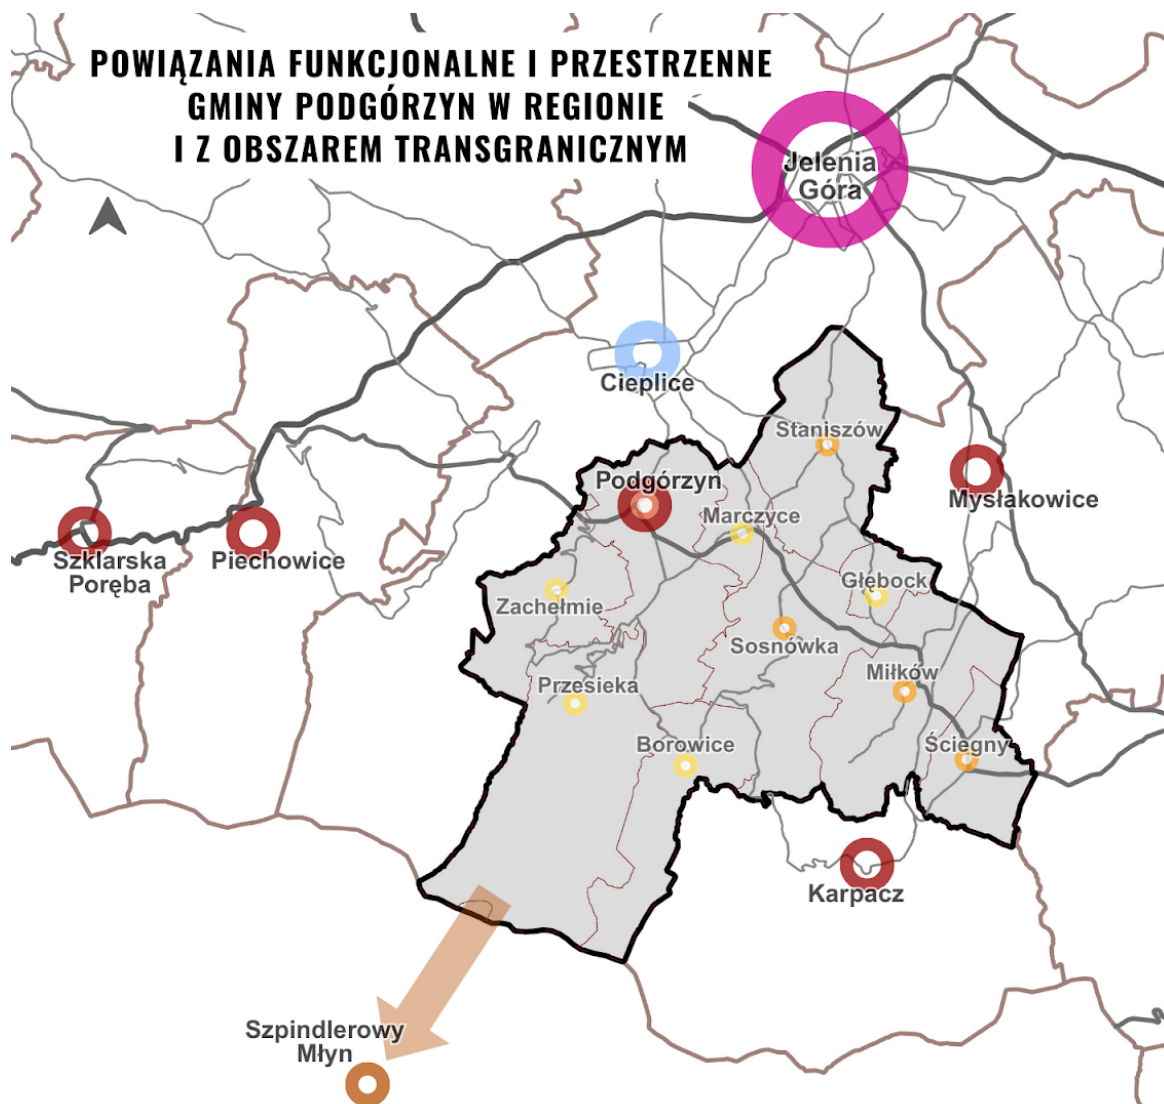 POWIĄZANIA FUNKCJONALNE I PRZESTRZENNE
GMINY PODGÓRZYN W REGIONIE
I Z OBSZAREM TRANSGRANICZNYM
Jelenia
Góra
Cieplice
Staniszów
Podgórzyn
Mysłakowice
Marczyce
Szklarska
Poręba
Piechowice
Głębock
Zachełmie
Sosnówka
Miłków
Przesieka
Borowice
Ściegny
Karpacz
Szpindlerowy
Młyn